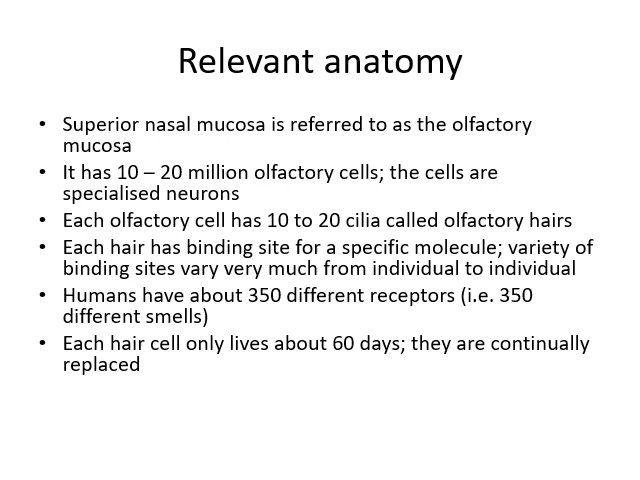 Relevant anatomy
• Superior nasal mucosa is referred to as the olfactory
mucosa
• It has 10 – 20 million olfactory cells; the cells are
specialised neurons
• Each olfactory cell has 10 to 20 cilia called olfactory hairs
• Each hair has binding site for a specific molecule; variety of
binding sites vary very much from individual to individual
• Humans have about 350 different receptors (i.e. 350
different smells)
• Each hair cell only lives about 60 days; they are continually
replaced